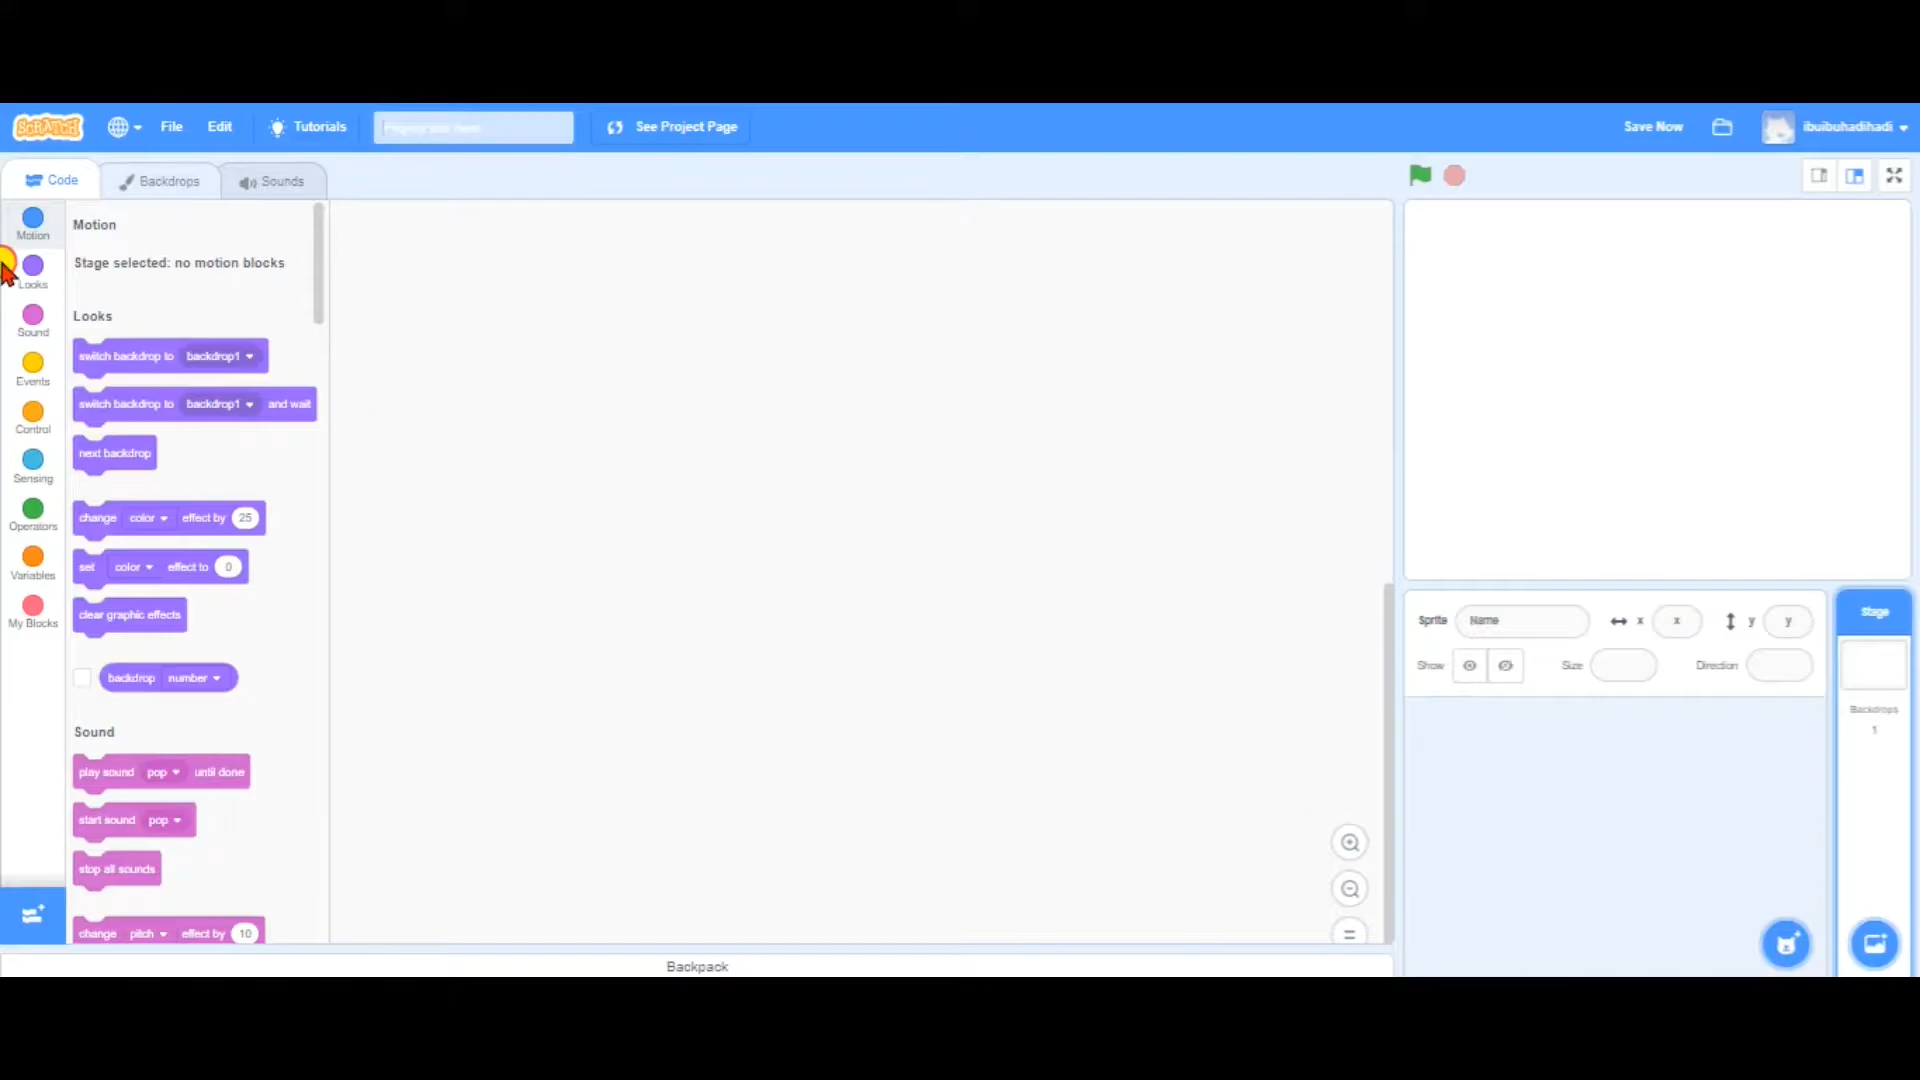 SCRATCH
File
Edit
Tutorials
See Project Page
Save Now
ibuibuhadihadi
Code
Backdrops
Sounds
Motion
Looks
Sound
Events
Control
Sensing
Operators
Variables
My Blocks
Motion
Stage selected: no motion blocks
Looks
switch backdrop to backdrop1
switch backdrop to backdrop1 and wait
next backdrop
change color effect by 25
set color effect to 0
clear graphic effects
backdrop number
Sound
play sound pop until done
start sound pop
stop all sounds
change pitch effect by 10
Backpack
Sprite Name x x y y
Show Size Direction
Stage
Backdrops
1